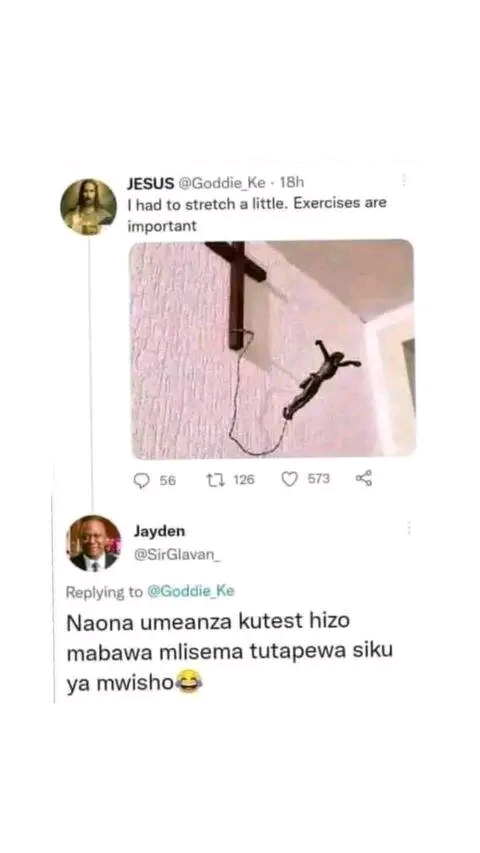 JESUS @Goddie_Ke · 18h
I had to stretch a little. Exercises are
important
56 126 573
Jayden
@SirGlavan_
Replying to @Goddie_Ke
Naona umeanza kutest hizo
mabawa mlisema tutapewa siku
ya mwisho😂